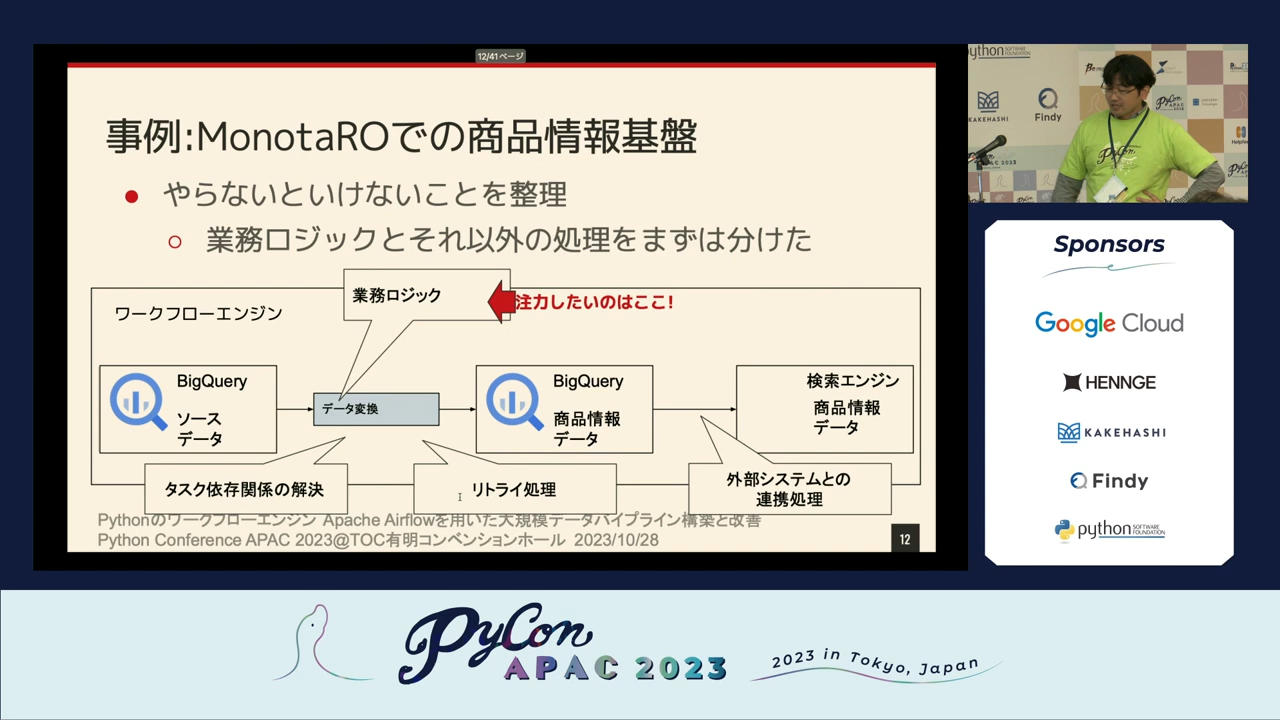 12/41ページ
事例:MonotaROでの商品情報基盤
やらないといけないことを整理
業務ロジックとそれ以外の処理をまずは分けた
業務ロジック
注力したいのはここ!
ワークフローエンジン
BigQuery
ソース
データ
データ変換
BigQuery
商品情報
データ
検索エンジン
商品情報
データ
タスク依存関係の解決
リトライ処理
外部システムとの
連携処理
Pythonのワークフローエンジン Apache Airflowを用いた大規模データパイプライン構築と改善
Python Conference APAC 2023@TOC有明コンベンションホール 2023/10/28
12
python
KAKEHASHI
Findy
PyCon
APAC
Sponsors
Google Cloud
HENNGE
KAKEHASHI
Findy
python SOFTWARE FOUNDATION
PyCon
APAC 2023
2023 in Tokyo, Japan